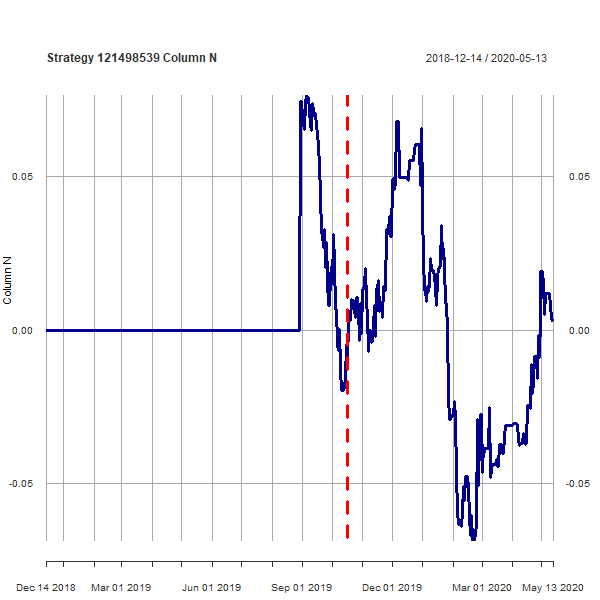 Strategy 121498539 Column N
2018-12-14 / 2020-05-13
Column N
0.05
0.05
0.00
0.00
-0.05
-0.05
Dec 14 2018
Mar 01 2019
Jun 01 2019
Sep 01 2019
Dec 01 2019
Mar 01 2020
May 13 2020